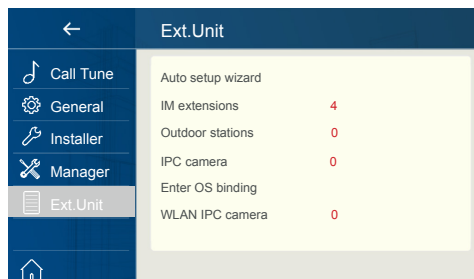 Ext.Unit
Call Tune
General
Installer
Manager
Ext.Unit
Auto setup wizard
IM extensions 4
Outdoor stations 0
IPC camera 0
Enter OS binding
WLAN IPC camera 0